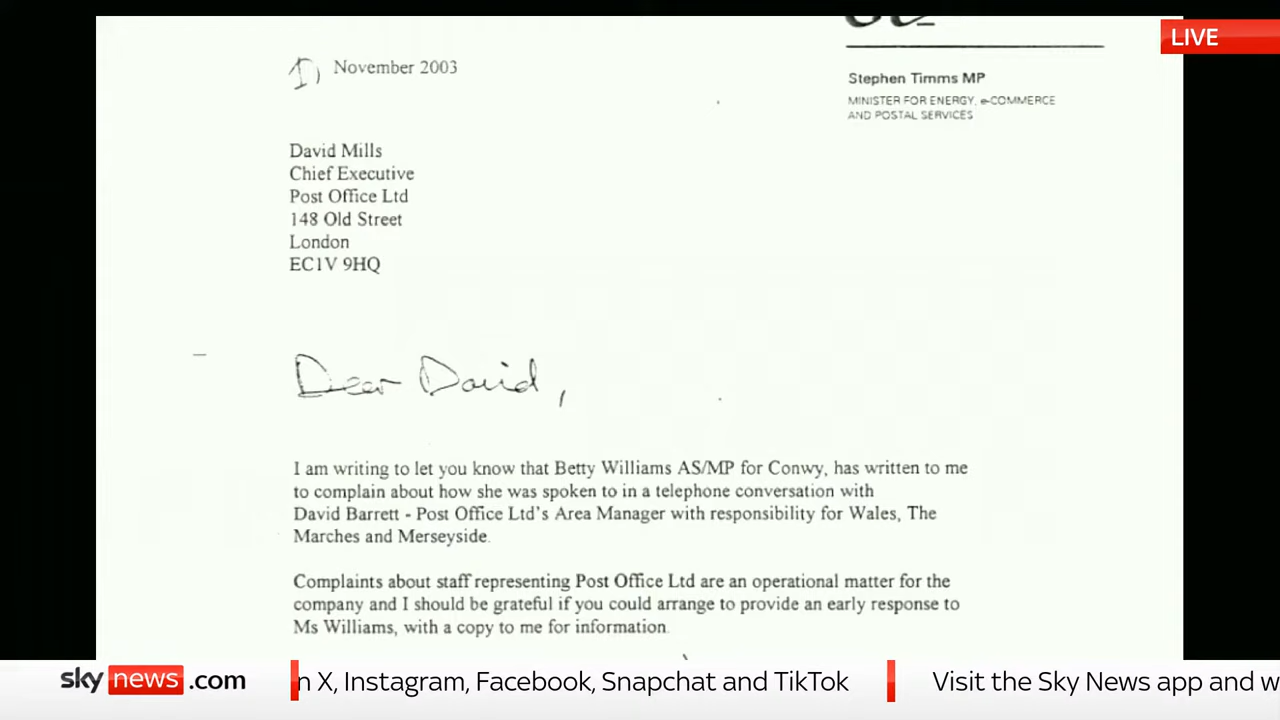 LIVE
November 2003
Stephen Timms MP
MINISTER FOR ENERGY, e-COMMERCE
AND POSTAL SERVICES
David Mills
Chief Executive
Post Office Ltd
148 Old Street
London
EC1V 9HQ
Dear David,
I am writing to let you know that Betty Williams AS/MP for Conwy, has written to me
to complain about how she was spoken to in a telephone conversation with
David Barrett - Post Office Ltd's Area Manager with responsibility for Wales, The
Marches and Merseyside.
Complaints about staff representing Post Office Ltd are an operational matter for the
company and I should be grateful if you could arrange to provide an early response to
Ms Williams, with a copy to me for information.
sky news.com
n X, Instagram, Facebook, Snapchat and TikTok
Visit the Sky News app and w